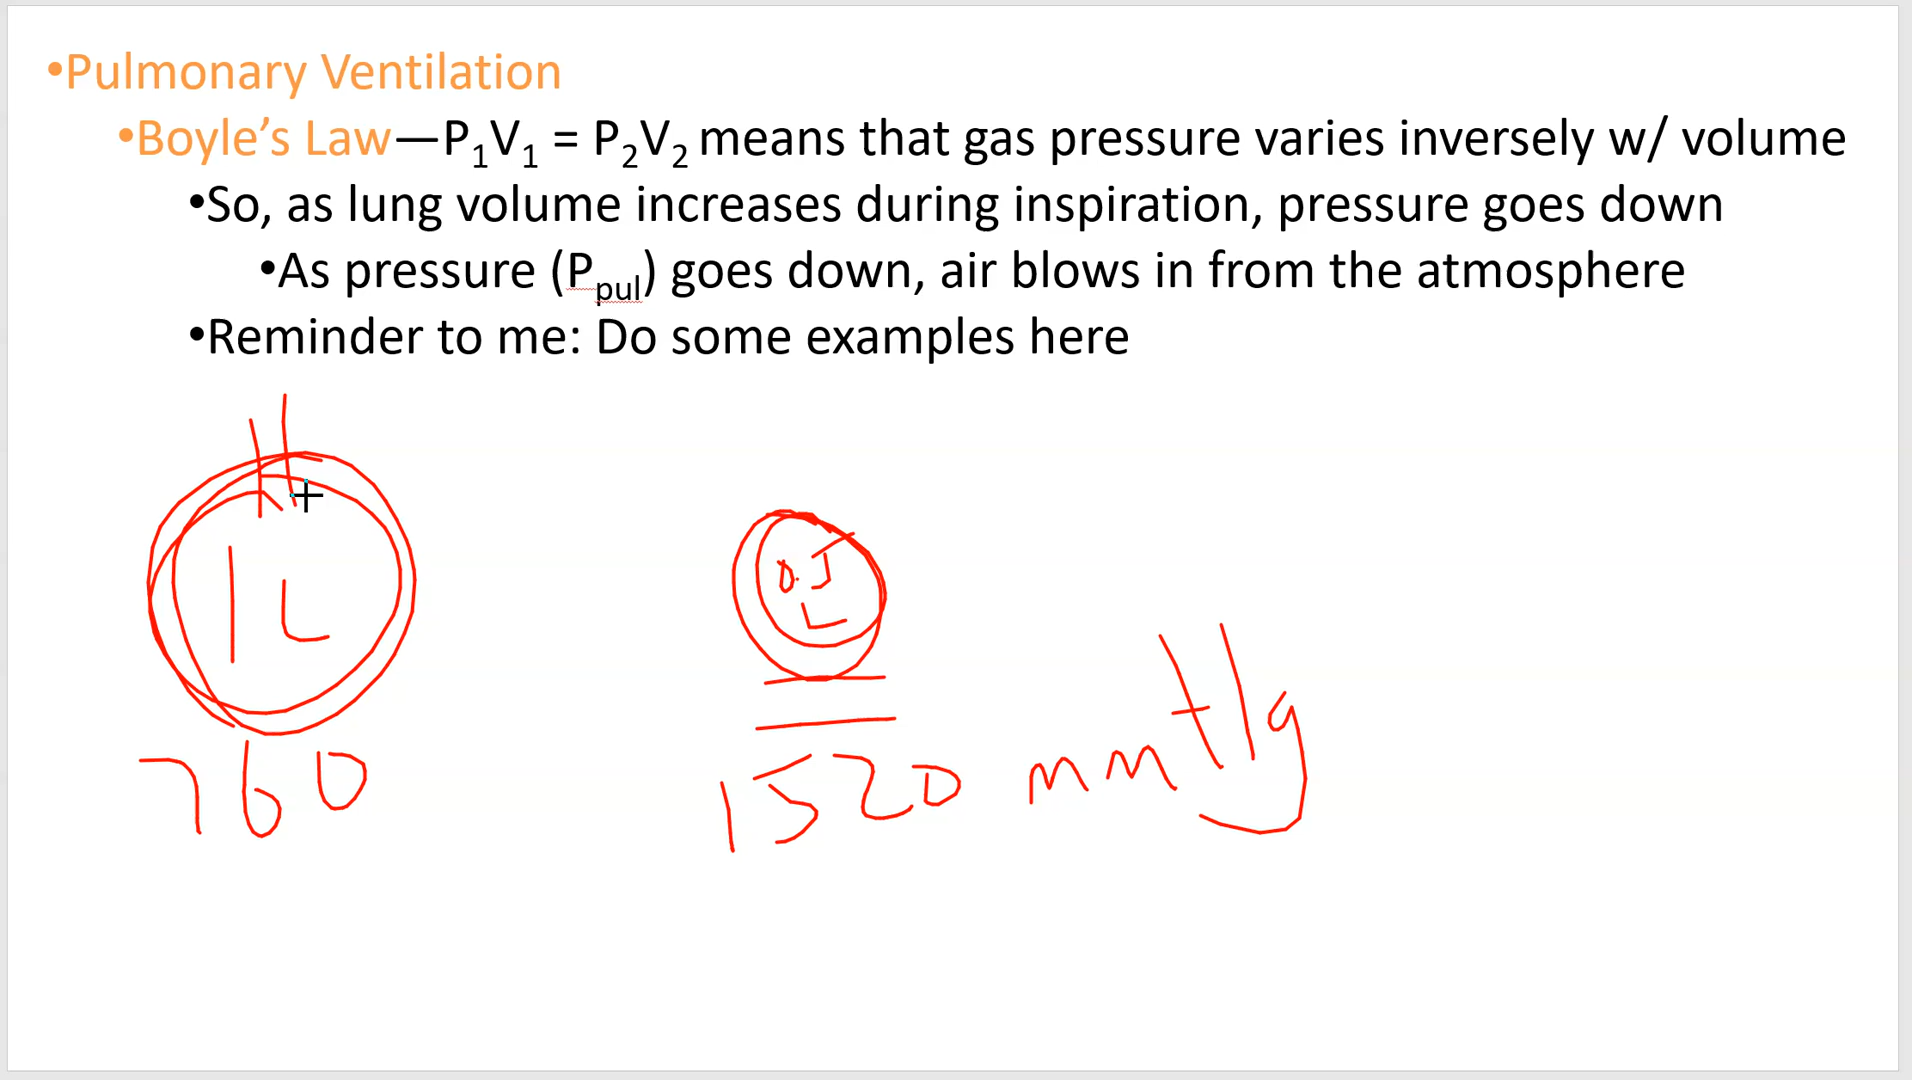 •Pulmonary Ventilation
•Boyle’s Law—P₁V₁ = P₂V₂ means that gas pressure varies inversely w/ volume
•So, as lung volume increases during inspiration, pressure goes down
•As pressure (Ppul) goes down, air blows in from the atmosphere
•Reminder to me: Do some examples here
1 L
0.5
L
760
1520 mmHg